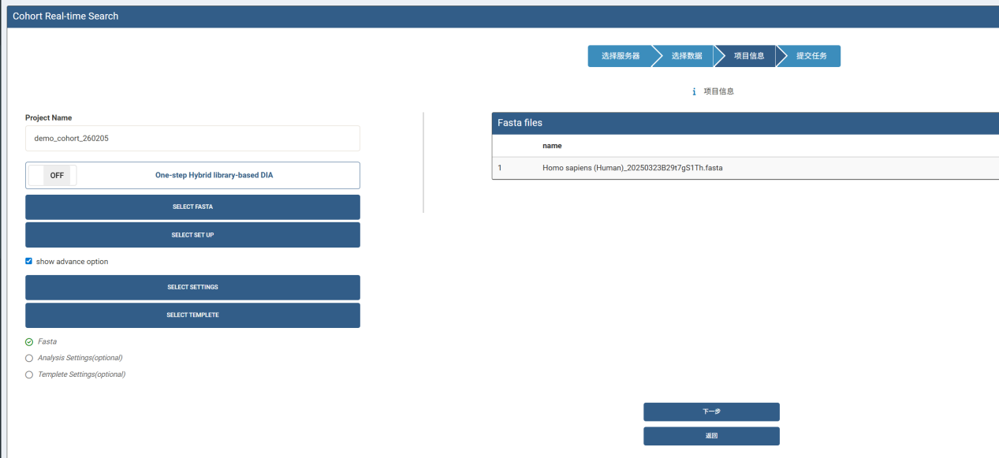 Cohort Real-time Search
选择服务器 选择数据 项目信息 提交任务
i 项目信息
Project Name
demo_cohort_260205
OFF One-step Hybrid library-based DIA
SELECT FASTA
SELECT SET UP
show advance option
SELECT SETTINGS
SELECT TEMPLETE
Fasta
Analysis Settings(optional)
Templete Settings(optional)
Fasta files
name
1 Homo sapiens (Human)_20250323B29t7gS1Th.fasta
下一步
返回